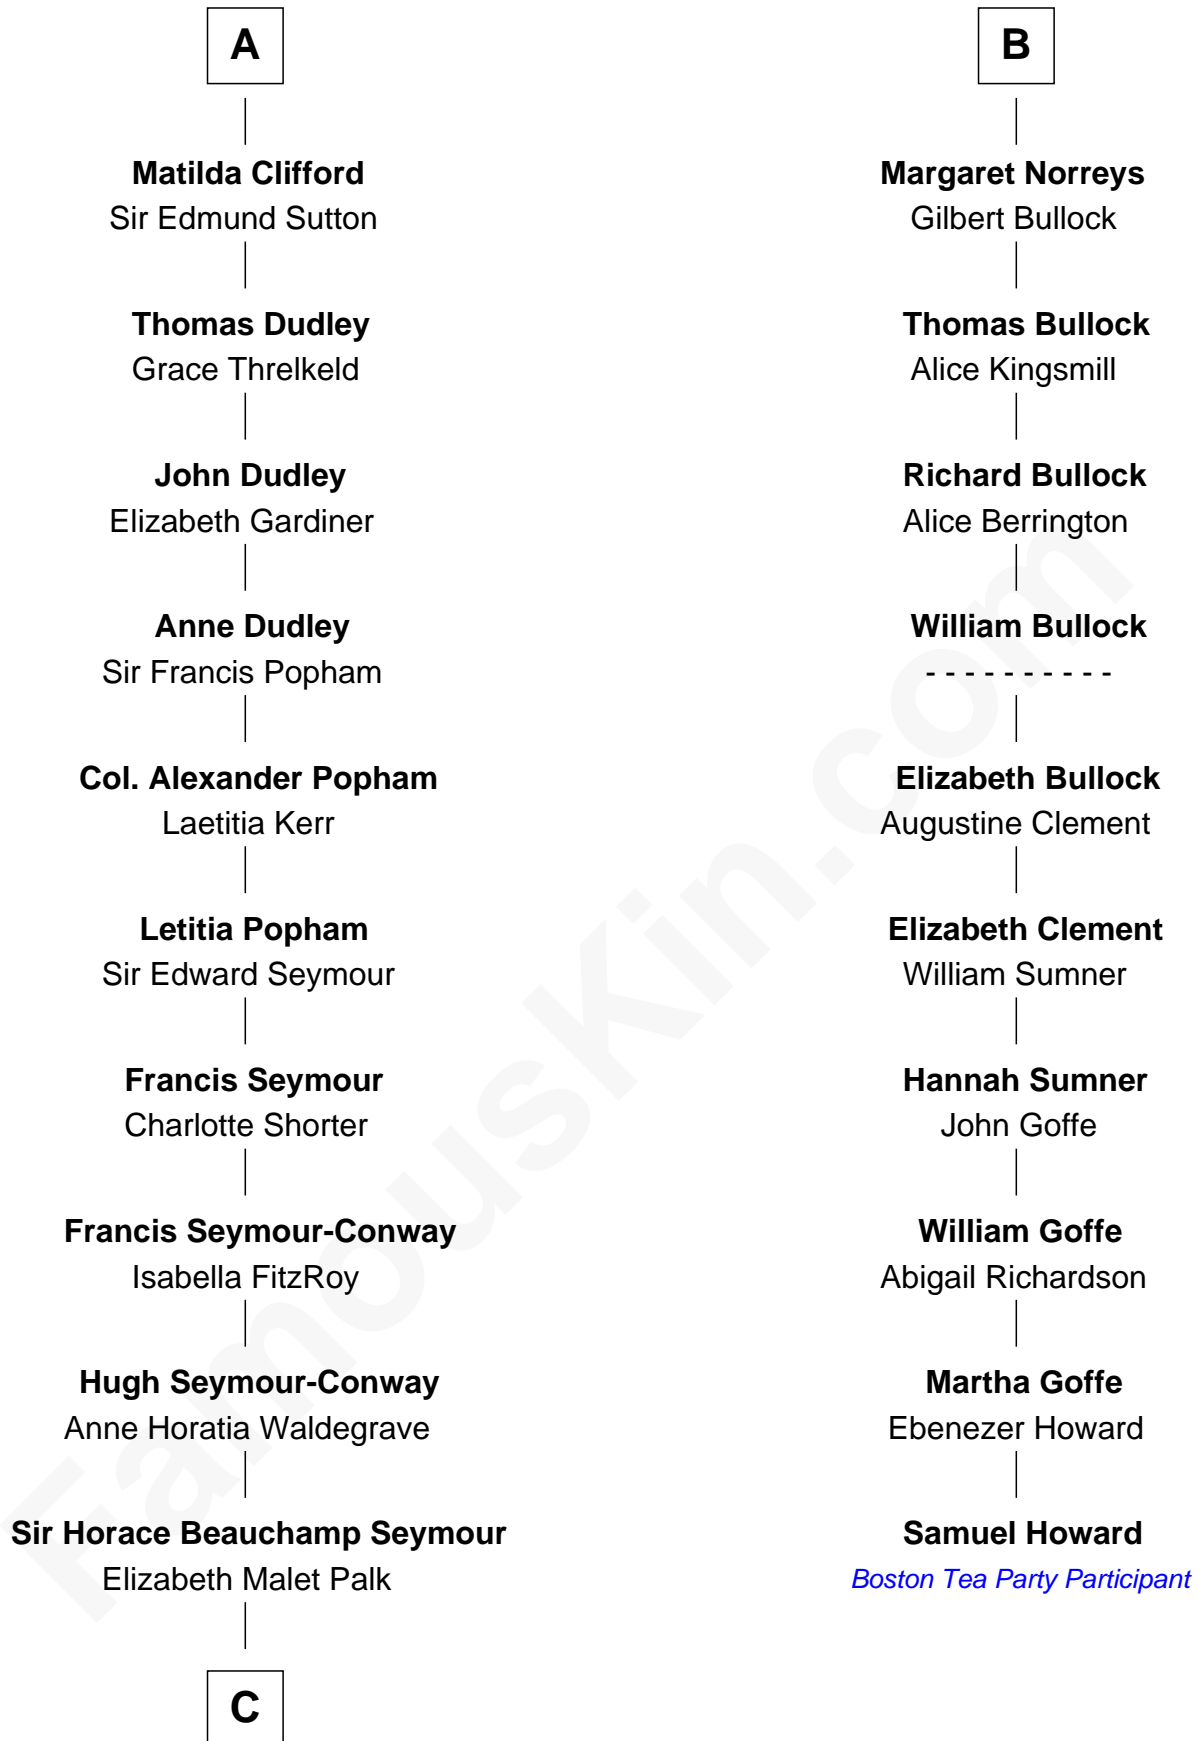 A
Matilda Clifford
Sir Edmund Sutton
Thomas Dudley
Grace Threlkeld
John Dudley
Elizabeth Gardiner
Anne Dudley
Sir Francis Popham
Col. Alexander Popham
Laetitia Kerr
Letitia Popham
Sir Edward Seymour
Francis Seymour
Charlotte Shorter
Francis Seymour-Conway
Isabella FitzRoy
Hugh Seymour-Conway
Anne Horatia Waldegrave
Sir Horace Beauchamp Seymour
Elizabeth Malet Palk
C
B
Margaret Norreys
Gilbert Bullock
Thomas Bullock
Alice Kingsmill
Richard Bullock
Alice Berrington
William Bullock
- - - - - - - - - -
Elizabeth Bullock
Augustine Clement
Elizabeth Clement
William Sumner
Hannah Sumner
John Goffe
William Goffe
Abigail Richardson
Martha Goffe
Ebenezer Howard
Samuel Howard
Boston Tea Party Participant
FamousKin.com